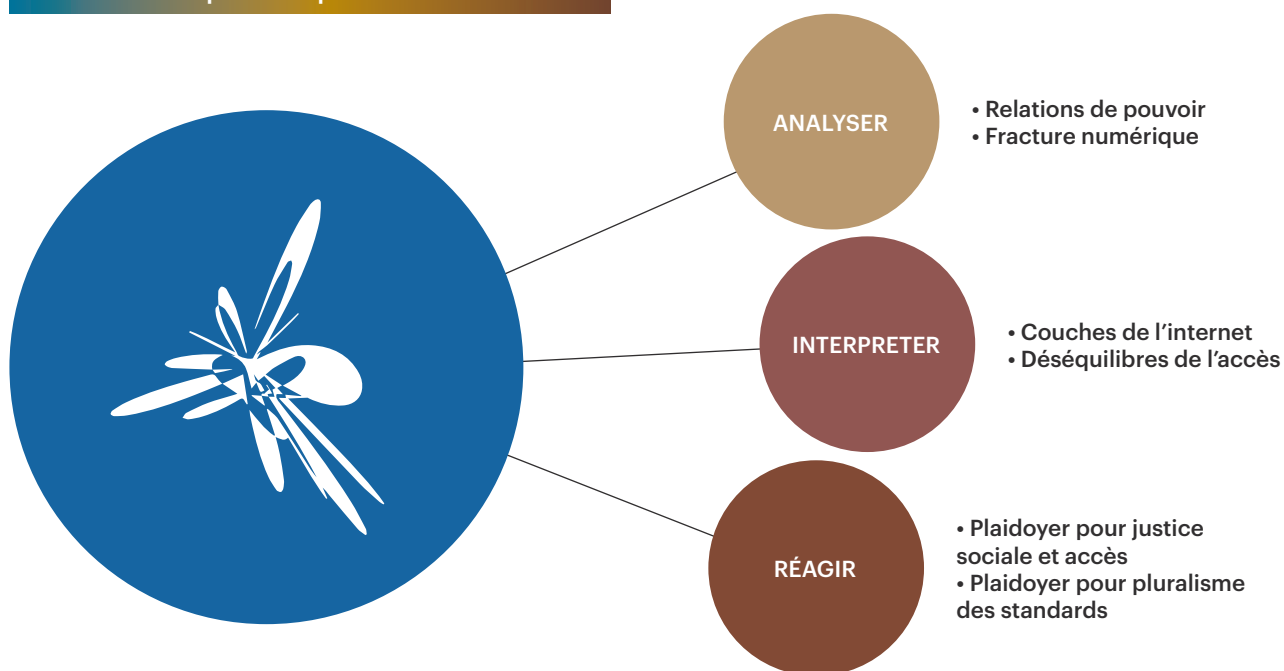 ANALYSER
• Relations de pouvoir
• Fracture numérique
INTERPRETER
• Couches de l’internet
• Déséquilibres de l’accès
RÉAGIR
• Plaidoyer pour justice
sociale et accès
• Plaidoyer pour pluralisme
des standards